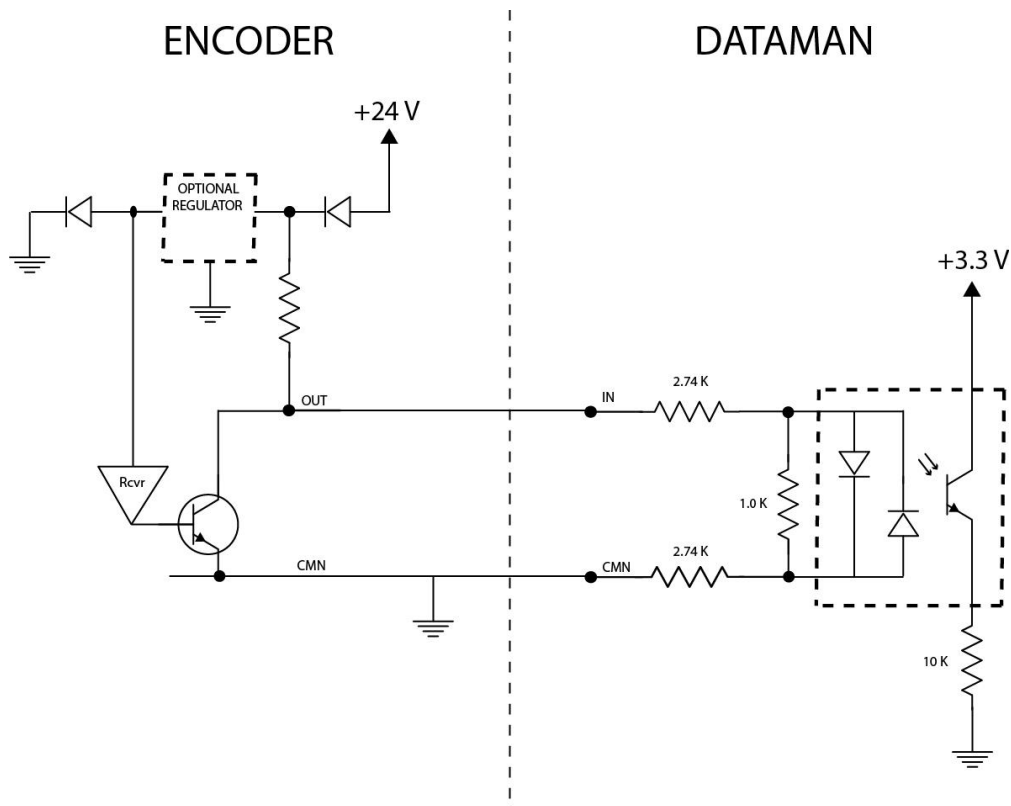 ENCODER
DATAMAN
+24 V
OPTIONAL
REGULATOR
+3.3 V
2.74 K
OUT
IN
Rcvr
1.0 K
2.74 K
CMN
CMN
10 K